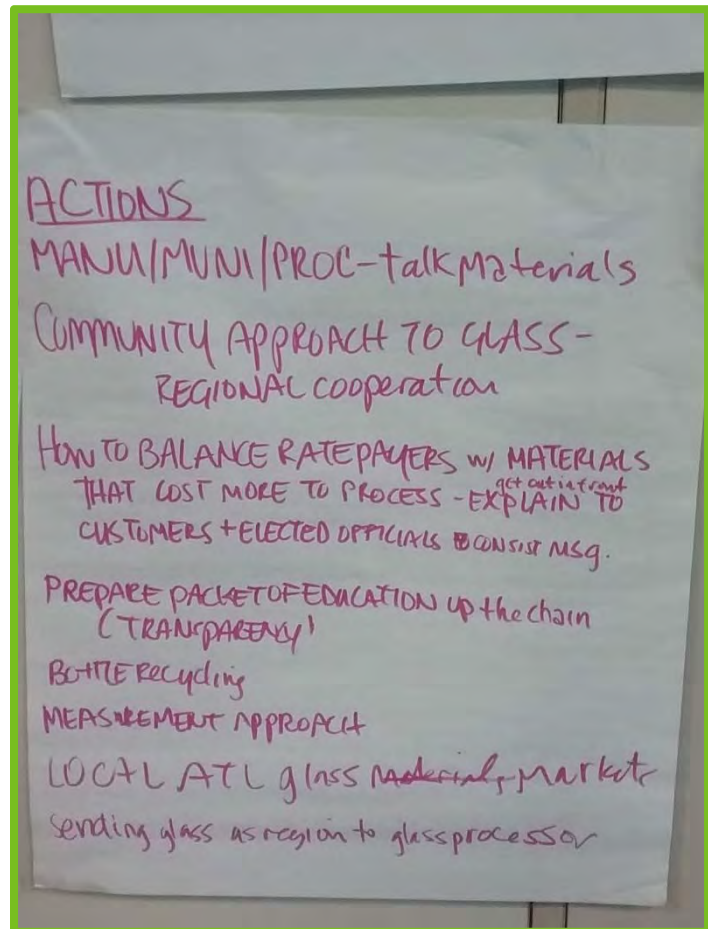 ACTIONS
MANU/MUNI/PROC-talk Materials
COMMUNITY APPROACH TO GLASS-
REGIONAL cooperation
HOW TO BALANCE RATEPAYERS w/ MATERIALS
get out in front
THAT COST MORE TO PROCESS - EXPLAIN TO
CUSTOMERS + ELECTED OFFICIALS CONSIST MSG.
PREPARE PACKET OF EDUCATION up the chain
(TRANSPARENCY)
BOTTLE Recycling
MEASUREMENT APPROACH
LOCAL ATL glass markets
sending glass as region to glass processor